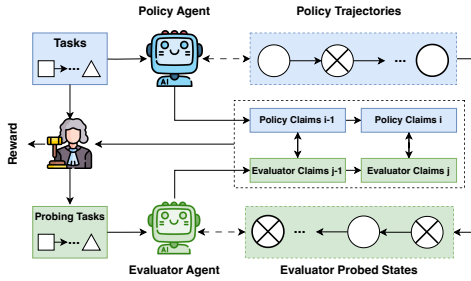 Policy Agent
Policy Trajectories
Tasks
...
AI
...
Policy Claims i-1
Policy Claims i
Reward
Evaluator Claims j-1
Evaluator Claims j
Probing Tasks
...
AI
...
Evaluator Agent
Evaluator Probed States